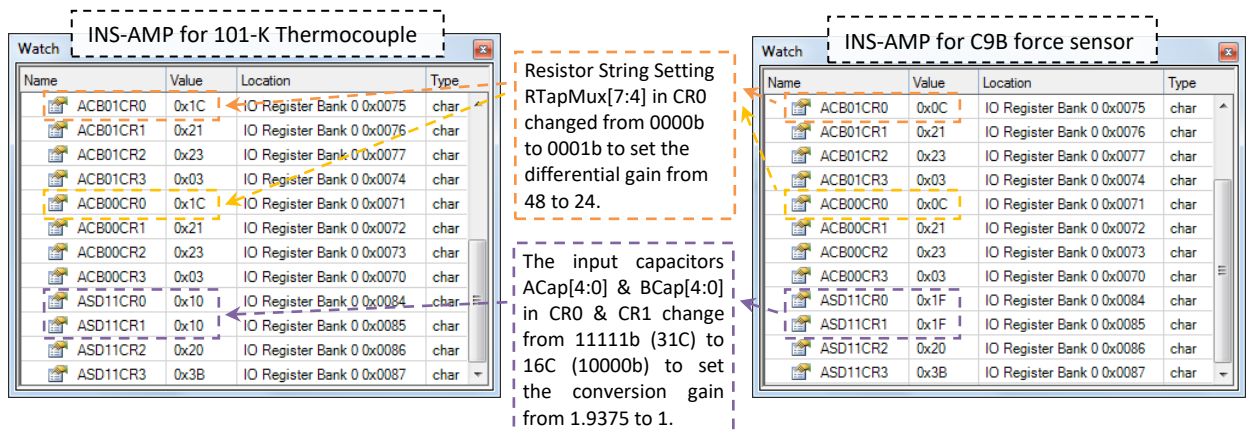 INS-AMP for 101-K Thermocouple
Watch
Name Value Location Type
ACB01CR0 0x1C IO Register Bank 0 0x0075 char
ACB01CR1 0x21 IO Register Bank 0 0x0076 char
ACB01CR2 0x23 IO Register Bank 0 0x0077 char
ACB01CR3 0x03 IO Register Bank 0 0x0074 char
ACB00CR0 0x1C IO Register Bank 0 0x0071 char
ACB00CR1 0x21 IO Register Bank 0 0x0072 char
ACB00CR2 0x23 IO Register Bank 0 0x0073 char
ACB00CR3 0x03 IO Register Bank 0 0x0070 char
ASD11CR0 0x10 IO Register Bank 0 0x0084 char
ASD11CR1 0x10 IO Register Bank 0 0x0085 char
ASD11CR2 0x20 IO Register Bank 0 0x0086 char
ASD11CR3 0x3B IO Register Bank 0 0x0087 char
Resistor String Setting
RTapMux[7:4] in CR0
changed from 0000b
to 0001b to set the
differential gain from
48 to 24.
The input capacitors
ACap[4:0] & BCap[4:0]
in CR0 & CR1 change
from 11111b (31C) to
16C (10000b) to set
the conversion gain
from 1.9375 to 1.
INS-AMP for C9B force sensor
Watch
Name Value Location Type
ACB01CR0 0x0C IO Register Bank 0 0x0075 char
ACB01CR1 0x21 IO Register Bank 0 0x0076 char
ACB01CR2 0x23 IO Register Bank 0 0x0077 char
ACB01CR3 0x03 IO Register Bank 0 0x0074 char
ACB00CR0 0x0C IO Register Bank 0 0x0071 char
ACB00CR1 0x21 IO Register Bank 0 0x0072 char
ACB00CR2 0x23 IO Register Bank 0 0x0073 char
ACB00CR3 0x03 IO Register Bank 0 0x0070 char
ASD11CR0 0x1F IO Register Bank 0 0x0084 char
ASD11CR1 0x1F IO Register Bank 0 0x0085 char
ASD11CR2 0x20 IO Register Bank 0 0x0086 char
ASD11CR3 0x3B IO Register Bank 0 0x0087 char